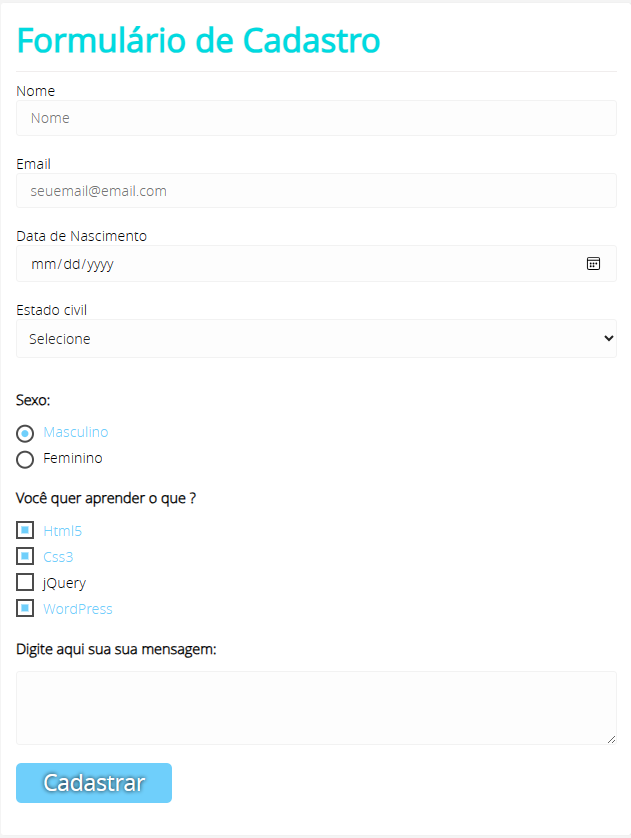 Formulário de Cadastro
Nome
Nome
Email
seuemail@email.com
Data de Nascimento
mm/dd/yyyy
Estado civil
Selecione
Sexo:
Masculino
Feminino
Você quer aprender o que ?
Html5
Css3
jQuery
WordPress
Digite aqui sua sua mensagem:
Cadastrar